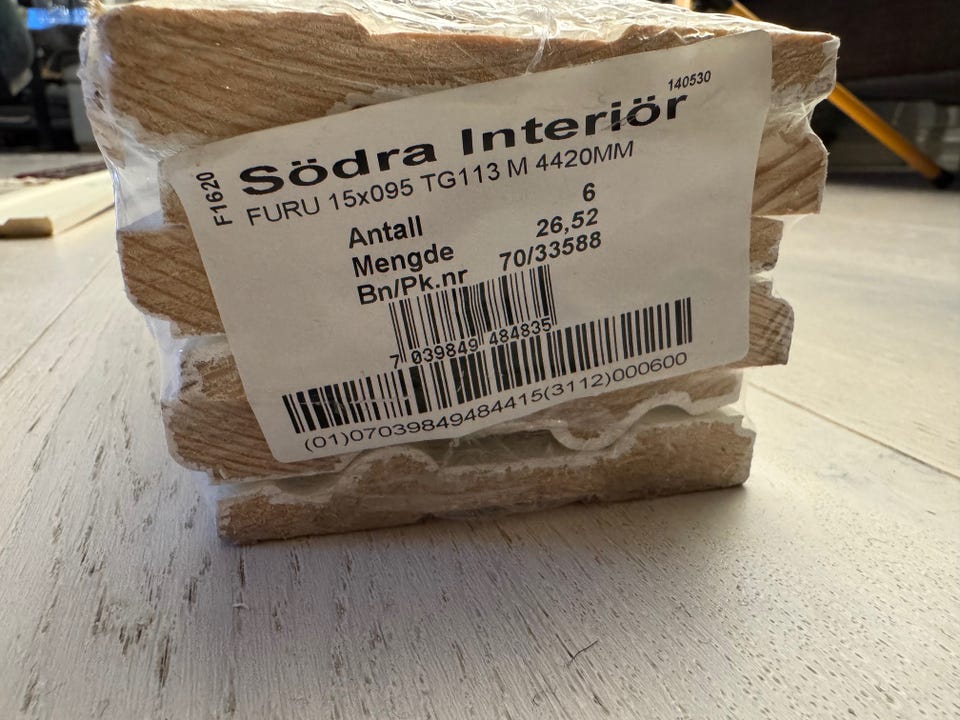 140530
F1620
Södra Interiör
FURU 15x095 TG113 M 4420MM
Antall 6
Mengde 26,52
Bn/Pk.nr 70/33588
7 039849 484835
(01)07039849484415(3112)000600